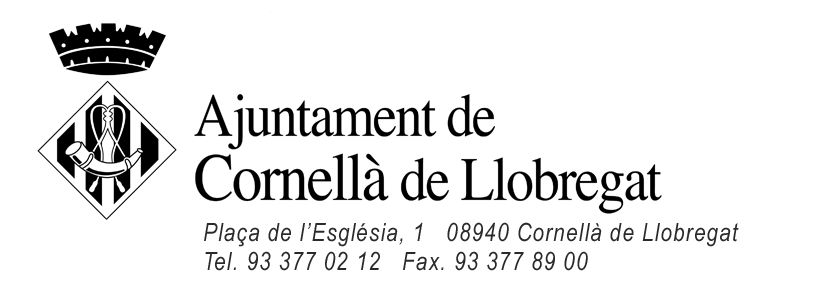 Ajuntament de
Cornellà de Llobregat
Plaça de l’Església, 1 08940 Cornellà de Llobregat
Tel. 93 377 02 12 Fax. 93 377 89 00